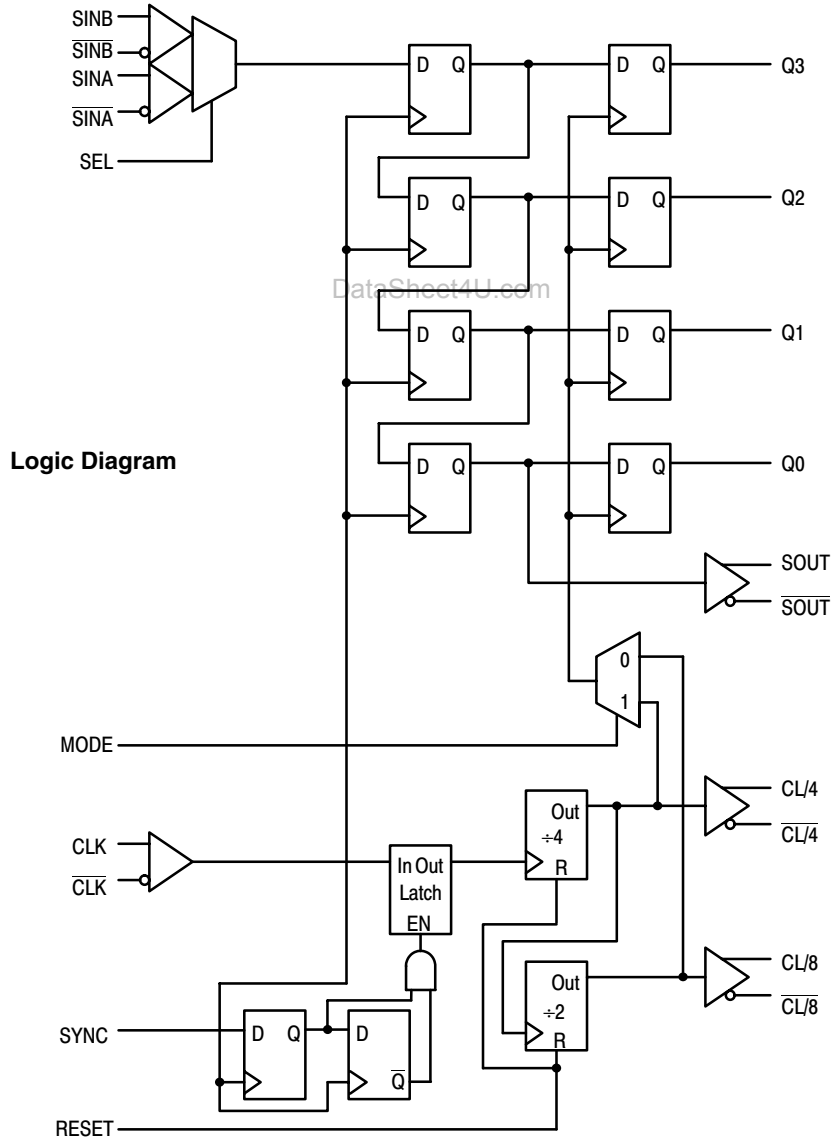 SINB
SINB
SINA
SINA
SEL
D Q
D Q
Q3
D Q
D Q
Q2
DataSheet4U.com
D Q
D Q
Q1
Logic Diagram
D Q
D Q
Q0
SOUT
SOUT
0
1
MODE
CL/4
CL/4
Out
÷4
R
CLK
CLK
In Out
Latch
EN
CL/8
CL/8
Out
÷2
R
SYNC
D Q
D
Q
RESET